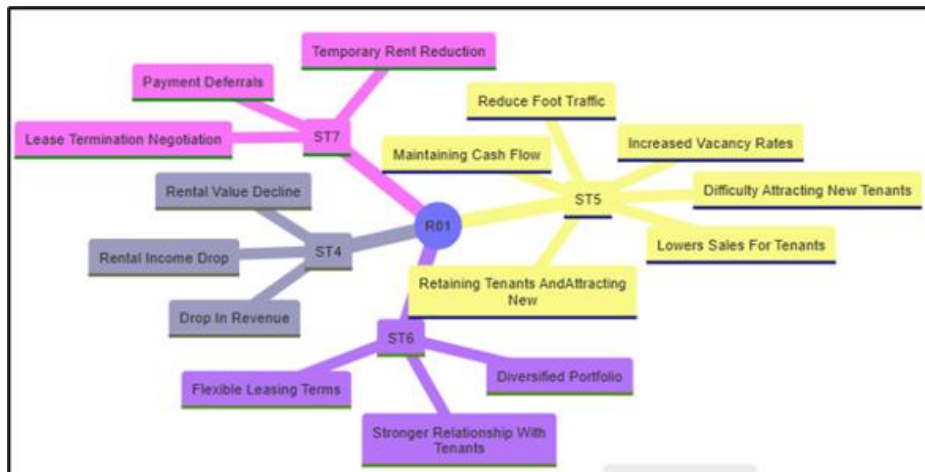 Temporary Rent Reduction
Payment Deferrals
Lease Termination Negotiation
ST7
Reduce Foot Traffic
Maintaining Cash Flow
Increased Vacancy Rates
ST5
Difficulty Attracting New Tenants
Lowers Sales For Tenants
Retaining Tenants AndAttracting
New
R01
Rental Value Decline
Rental Income Drop
ST4
Drop In Revenue
ST6
Flexible Leasing Terms
Diversified Portfolio
Stronger Relationship With
Tenants